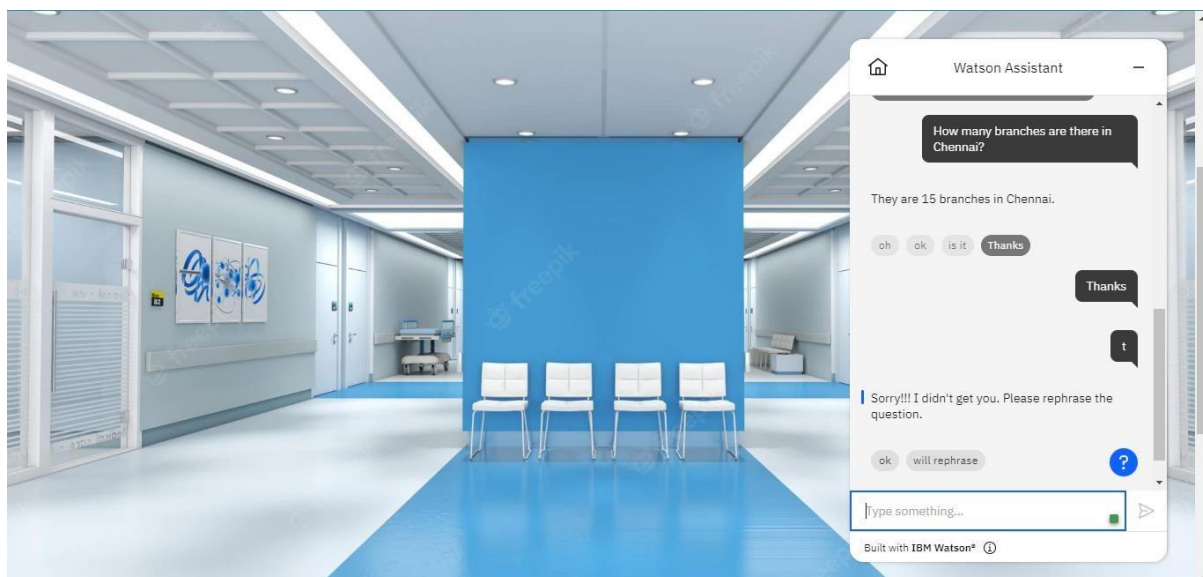 Watson Assistant
How many branches are there in
Chennai?
They are 15 branches in Chennai.
oh ok is it Thanks
Thanks
t
Sorry!!! I didn't get you. Please rephrase the
question.
ok will rephrase
?
Type something...
Built with IBM Watson® i
freepik